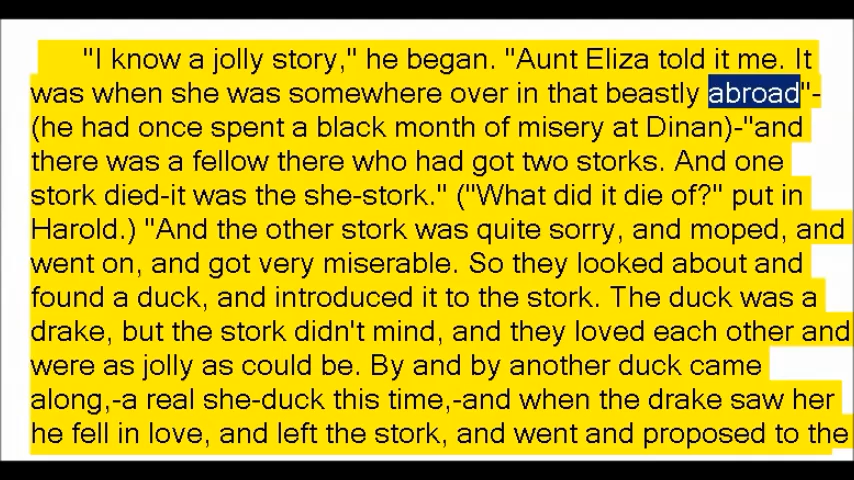 "I know a jolly story," he began. "Aunt Eliza told it me. It
was when she was somewhere over in that beastly abroad"-
(he had once spent a black month of misery at Dinan)-"and
there was a fellow there who had got two storks. And one
stork died-it was the she-stork." ("What did it die of?" put in
Harold.) "And the other stork was quite sorry, and moped, and
went on, and got very miserable. So they looked about and
found a duck, and introduced it to the stork. The duck was a
drake, but the stork didn't mind, and they loved each other and
were as jolly as could be. By and by another duck came
along,-a real she-duck this time,-and when the drake saw her
he fell in love, and left the stork, and went and proposed to the